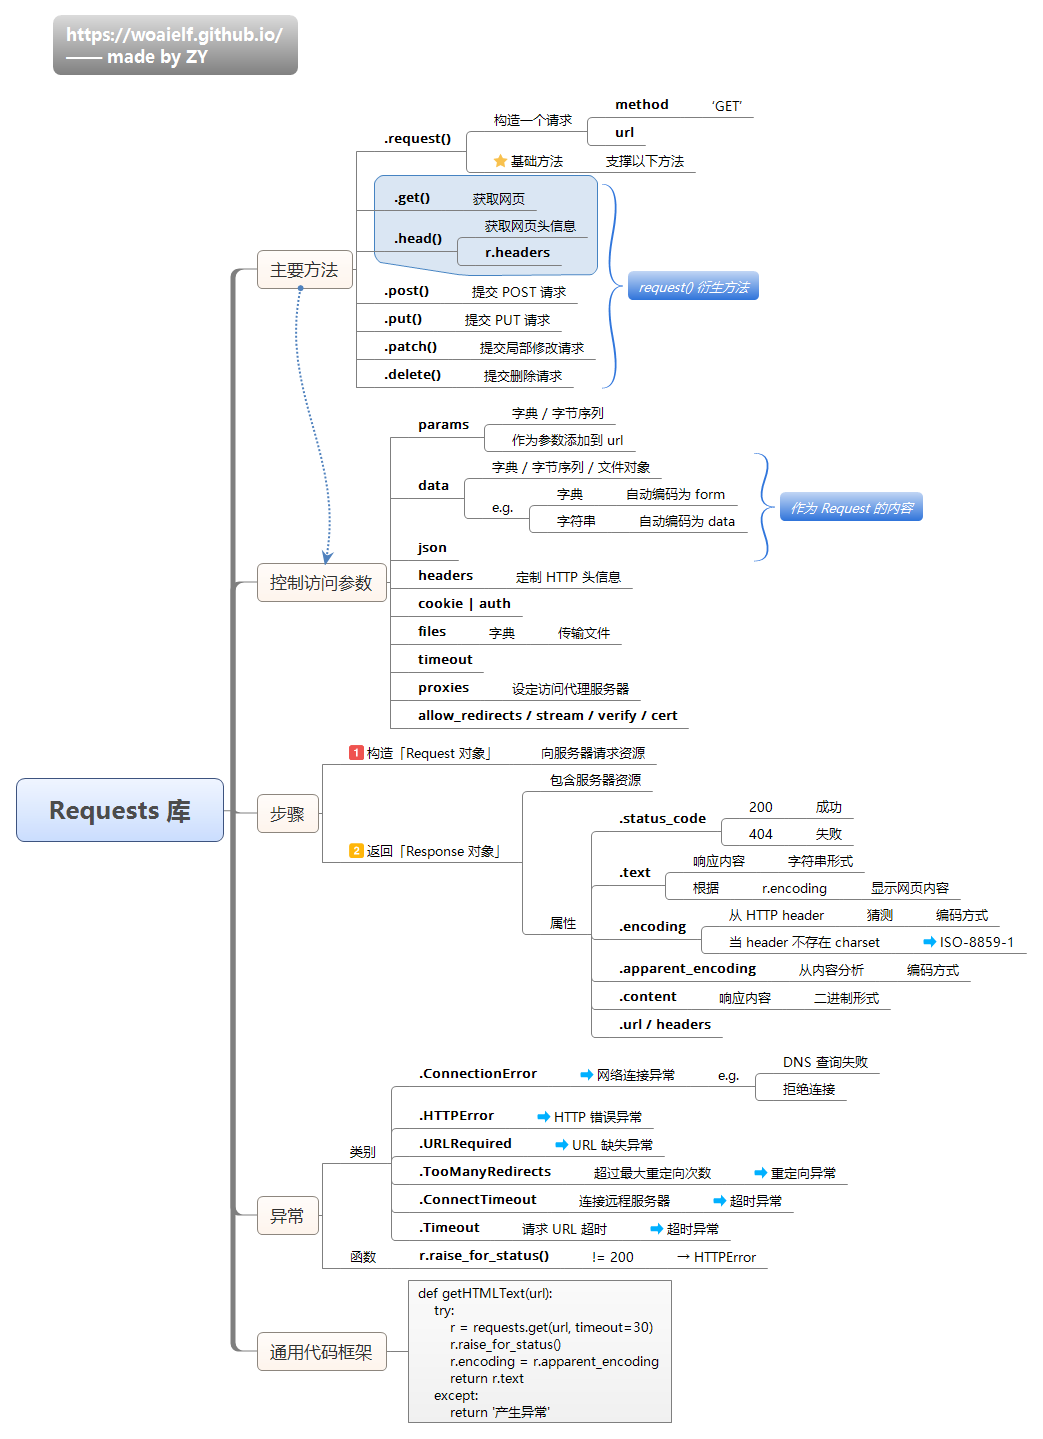 https://woaielf.github.io/
—— made by ZY
Requests 库
主要方法
.request()
构造一个请求
method
‘GET’
url
基础方法
支撑以下方法
.get()
获取网页
.head()
获取网页头信息
r.headers
.post()
提交 POST 请求
.put()
提交 PUT 请求
.patch()
提交局部修改请求
.delete()
提交删除请求
request() 衍生方法
控制访问参数
params
字典 / 字节序列
作为参数添加到 url
data
字典 / 字节序列 / 文件对象
e.g.
字典
自动编码为 form
字符串
自动编码为 data
json
作为 Request 的内容
headers
定制 HTTP 头信息
cookie | auth
files
字典
传输文件
timeout
proxies
设定访问代理服务器
allow_redirects / stream / verify / cert
步骤
1 构造「Request 对象」
向服务器请求资源
2 返回「Response 对象」
包含服务器资源
属性
.status_code
200
成功
404
失败
.text
响应内容
字符串形式
根据
r.encoding
显示网页内容
.encoding
从 HTTP header
猜测
编码方式
当 header 不存在 charset
ISO-8859-1
.apparent_encoding
从内容分析
编码方式
.content
响应内容
二进制形式
.url / headers
异常
类别
.ConnectionError
网络连接异常
e.g.
DNS 查询失败
拒绝连接
.HTTPError
HTTP 错误异常
.URLRequired
URL 缺失异常
.TooManyRedirects
超过最大重定向次数
重定向异常
.ConnectTimeout
连接远程服务器
超时异常
.Timeout
请求 URL 超时
超时异常
函数
r.raise_for_status()
!= 200
→ HTTPError
通用代码框架
def getHTMLText(url):
try:
r = requests.get(url, timeout=30)
r.raise_for_status()
r.encoding = r.apparent_encoding
return r.text
except:
return '产生异常'